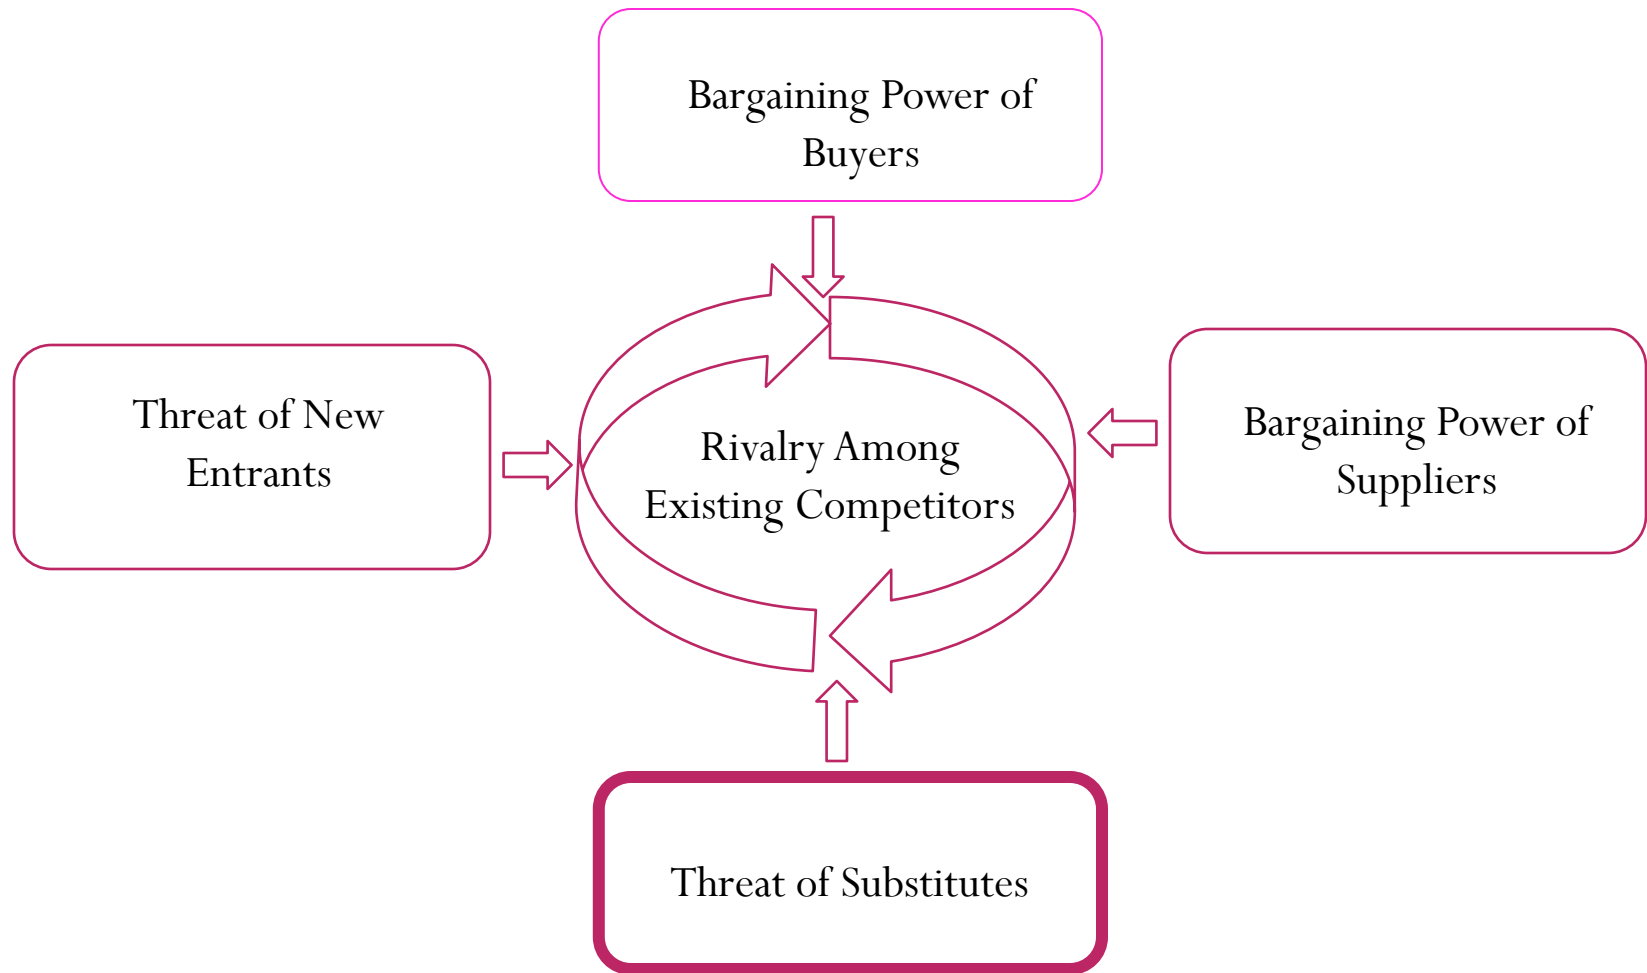 Bargaining Power of
Buyers
Threat of New
Entrants
Rivalry Among
Existing Competitors
Bargaining Power of
Suppliers
Threat of Substitutes